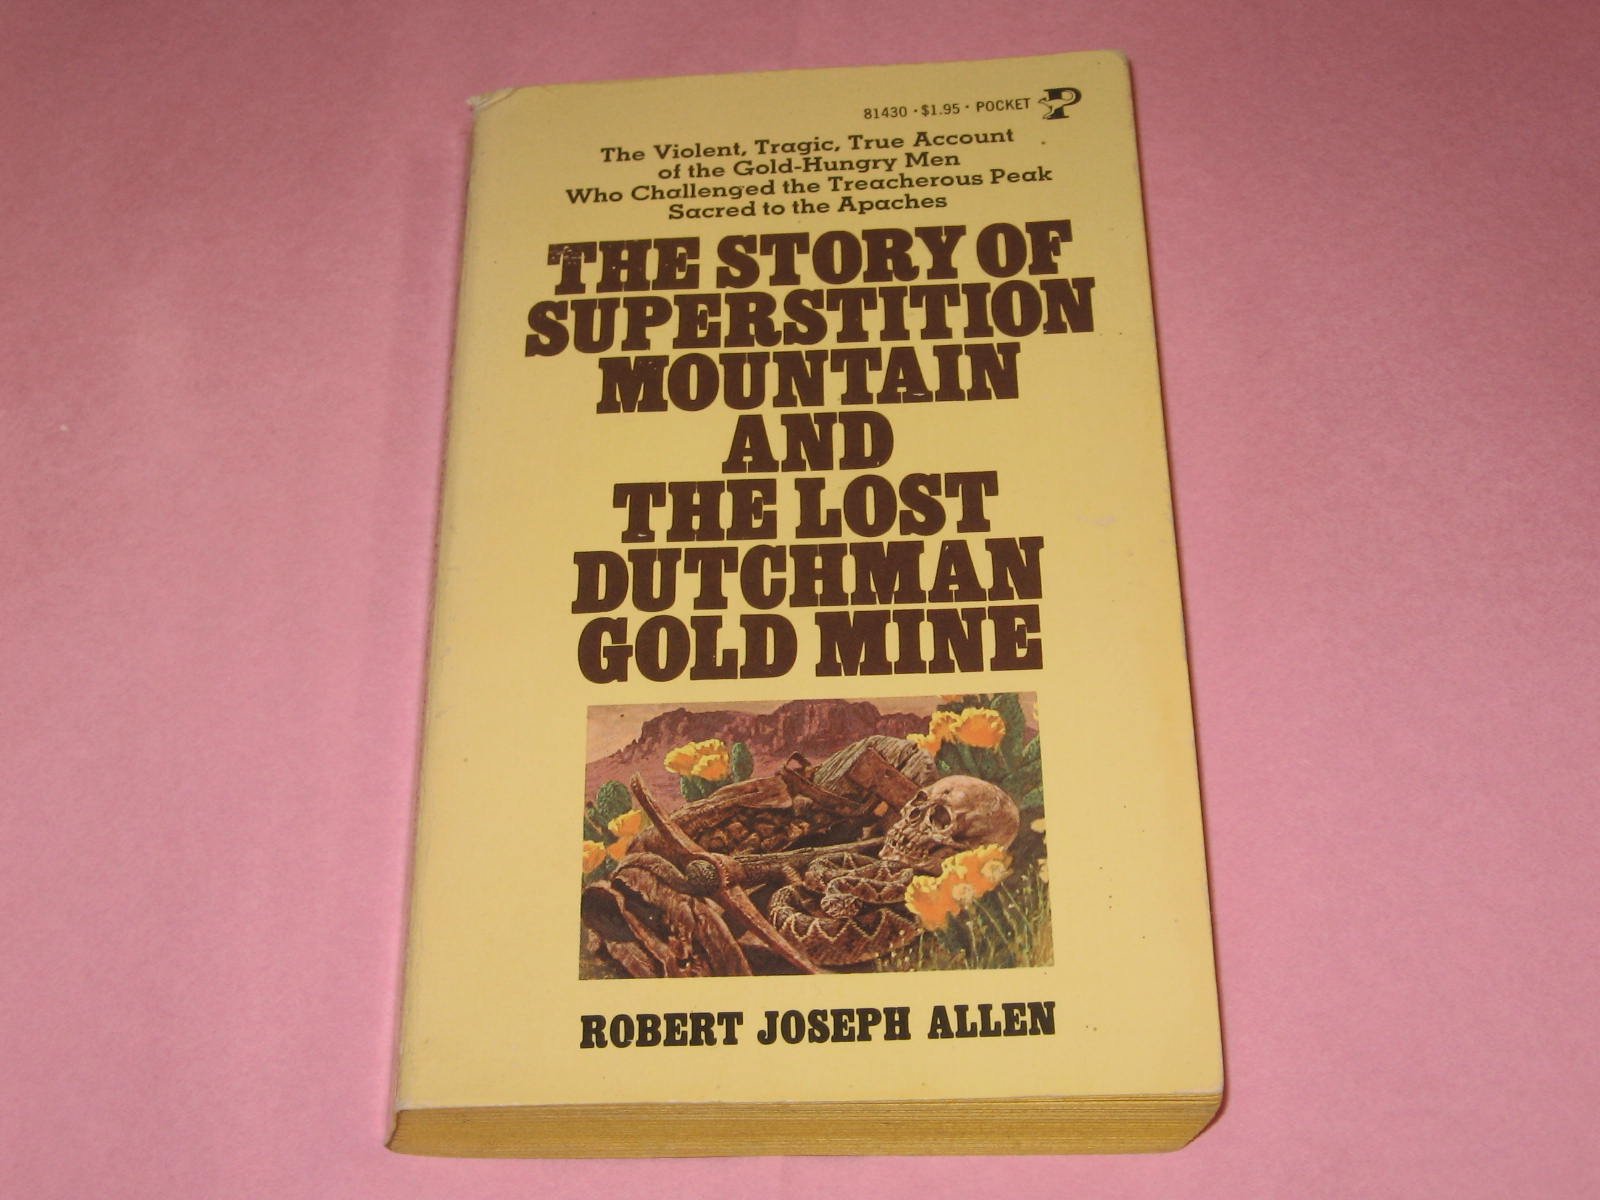 81430 · $1.95 · POCKET P
The Violent, Tragic, True Account
of the Gold-Hungry Men
Who Challenged the Treacherous Peak
Sacred to the Apaches
THE STORY OF
SUPERSTITION
MOUNTAIN
AND
THE LOST
DUTCHMAN
GOLD MINE
ROBERT JOSEPH ALLEN